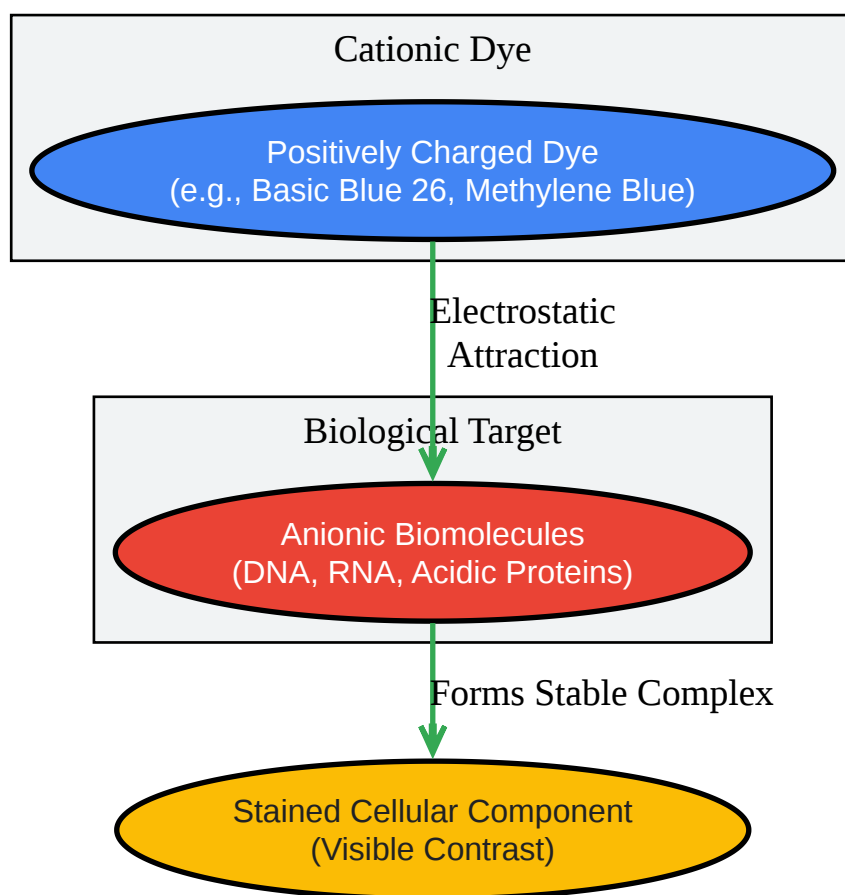 Cationic Dye
Positively Charged Dye
(e.g., Basic Blue 26, Methylene Blue)
Electrostatic
Attraction
Biological Target
Anionic Biomolecules
(DNA, RNA, Acidic Proteins)
Forms Stable Complex
Stained Cellular Component
(Visible Contrast)